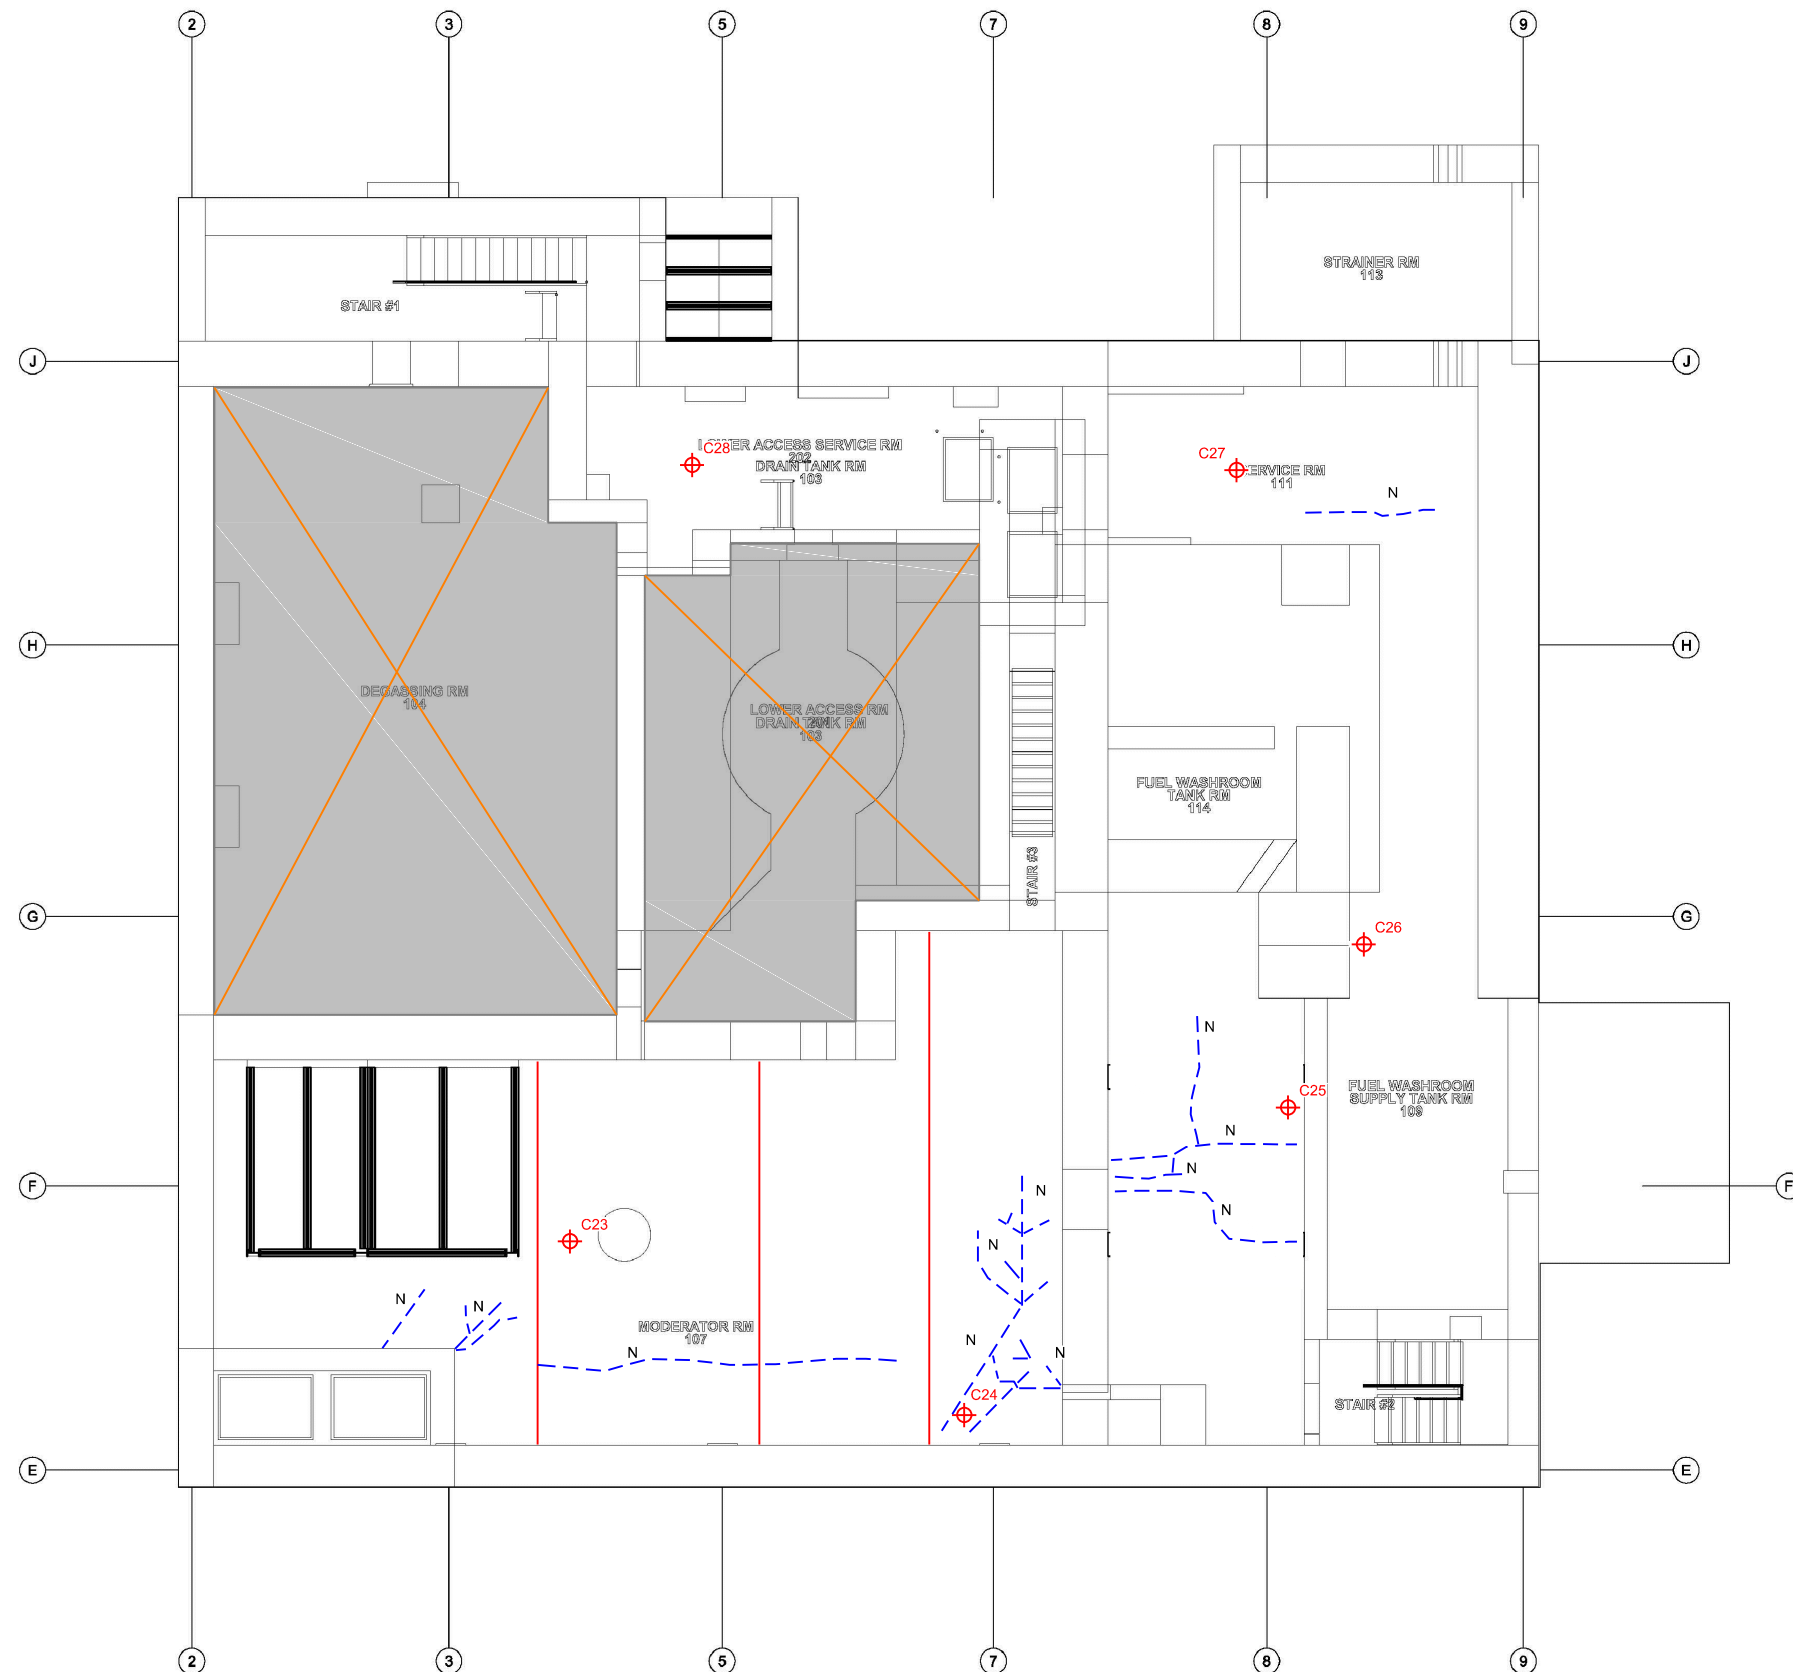 2
3
5
7
8
9
STRAINER RM
113
STAIR #1
J
J
C28
ACCESS SERVICE RM
202
DRAIN TANK RM
103
C27
ERVICE RM
111
N
H
H
DEGASSING RM
104
LOWER ACCESS RM
DRAIN TANK RM
103
FUEL WASHROOM
TANK RM
114
STAIR #3
G
G
C26
N
C25
FUEL WASHROOM
SUPPLY TANK RM
109
N
N
F
F
N
N
C23
N
N
N
MODERATOR RM
107
N
N
N
C24
STAIR #2
E
E
2
3
5
7
8
9